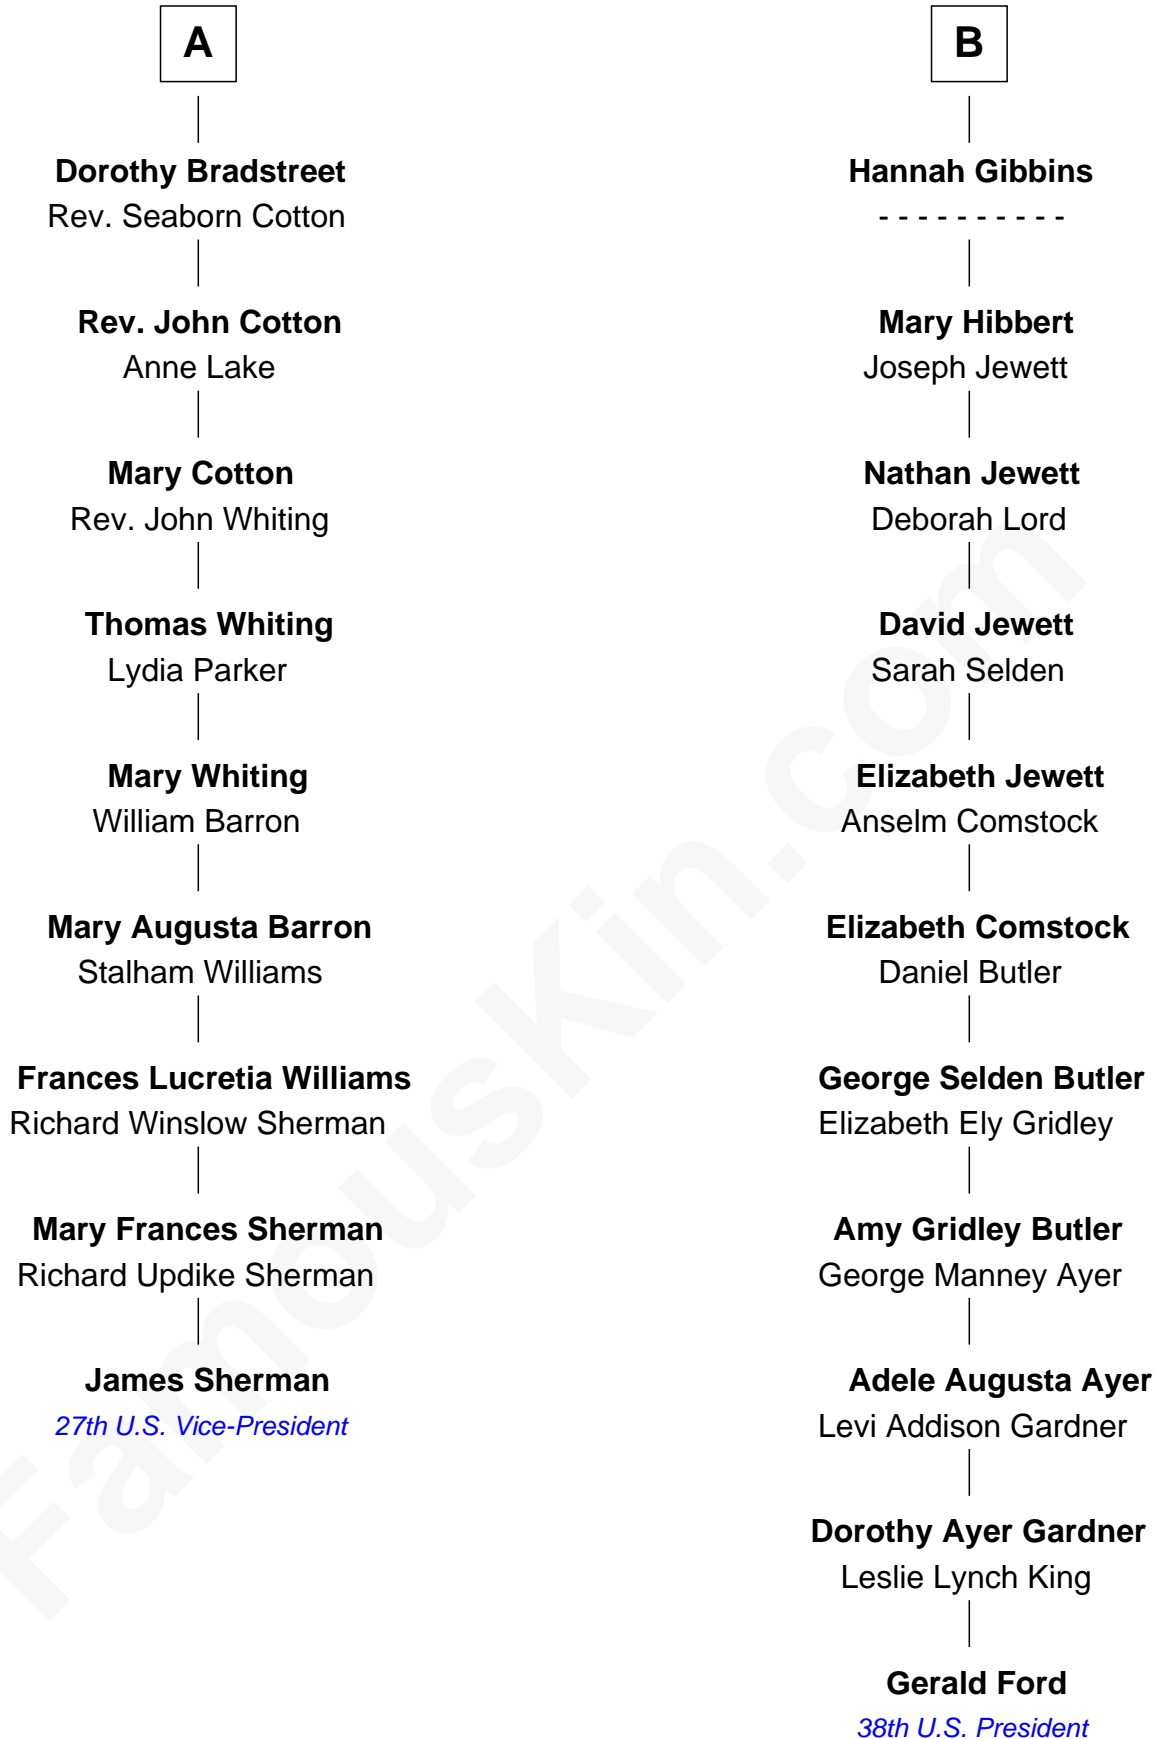 A
Dorothy Bradstreet
Rev. Seaborn Cotton
Rev. John Cotton
Anne Lake
Mary Cotton
Rev. John Whiting
Thomas Whiting
Lydia Parker
Mary Whiting
William Barron
Mary Augusta Barron
Stalham Williams
Frances Lucretia Williams
Richard Winslow Sherman
Mary Frances Sherman
Richard Updike Sherman
James Sherman
27th U.S. Vice-President
B
Hannah Gibbins
- - - - - - - - - -
Mary Hibbert
Joseph Jewett
Nathan Jewett
Deborah Lord
David Jewett
Sarah Selden
Elizabeth Jewett
Anselm Comstock
Elizabeth Comstock
Daniel Butler
George Selden Butler
Elizabeth Ely Gridley
Amy Gridley Butler
George Manney Ayer
Adele Augusta Ayer
Levi Addison Gardner
Dorothy Ayer Gardner
Leslie Lynch King
Gerald Ford
38th U.S. President
FamousKin.com